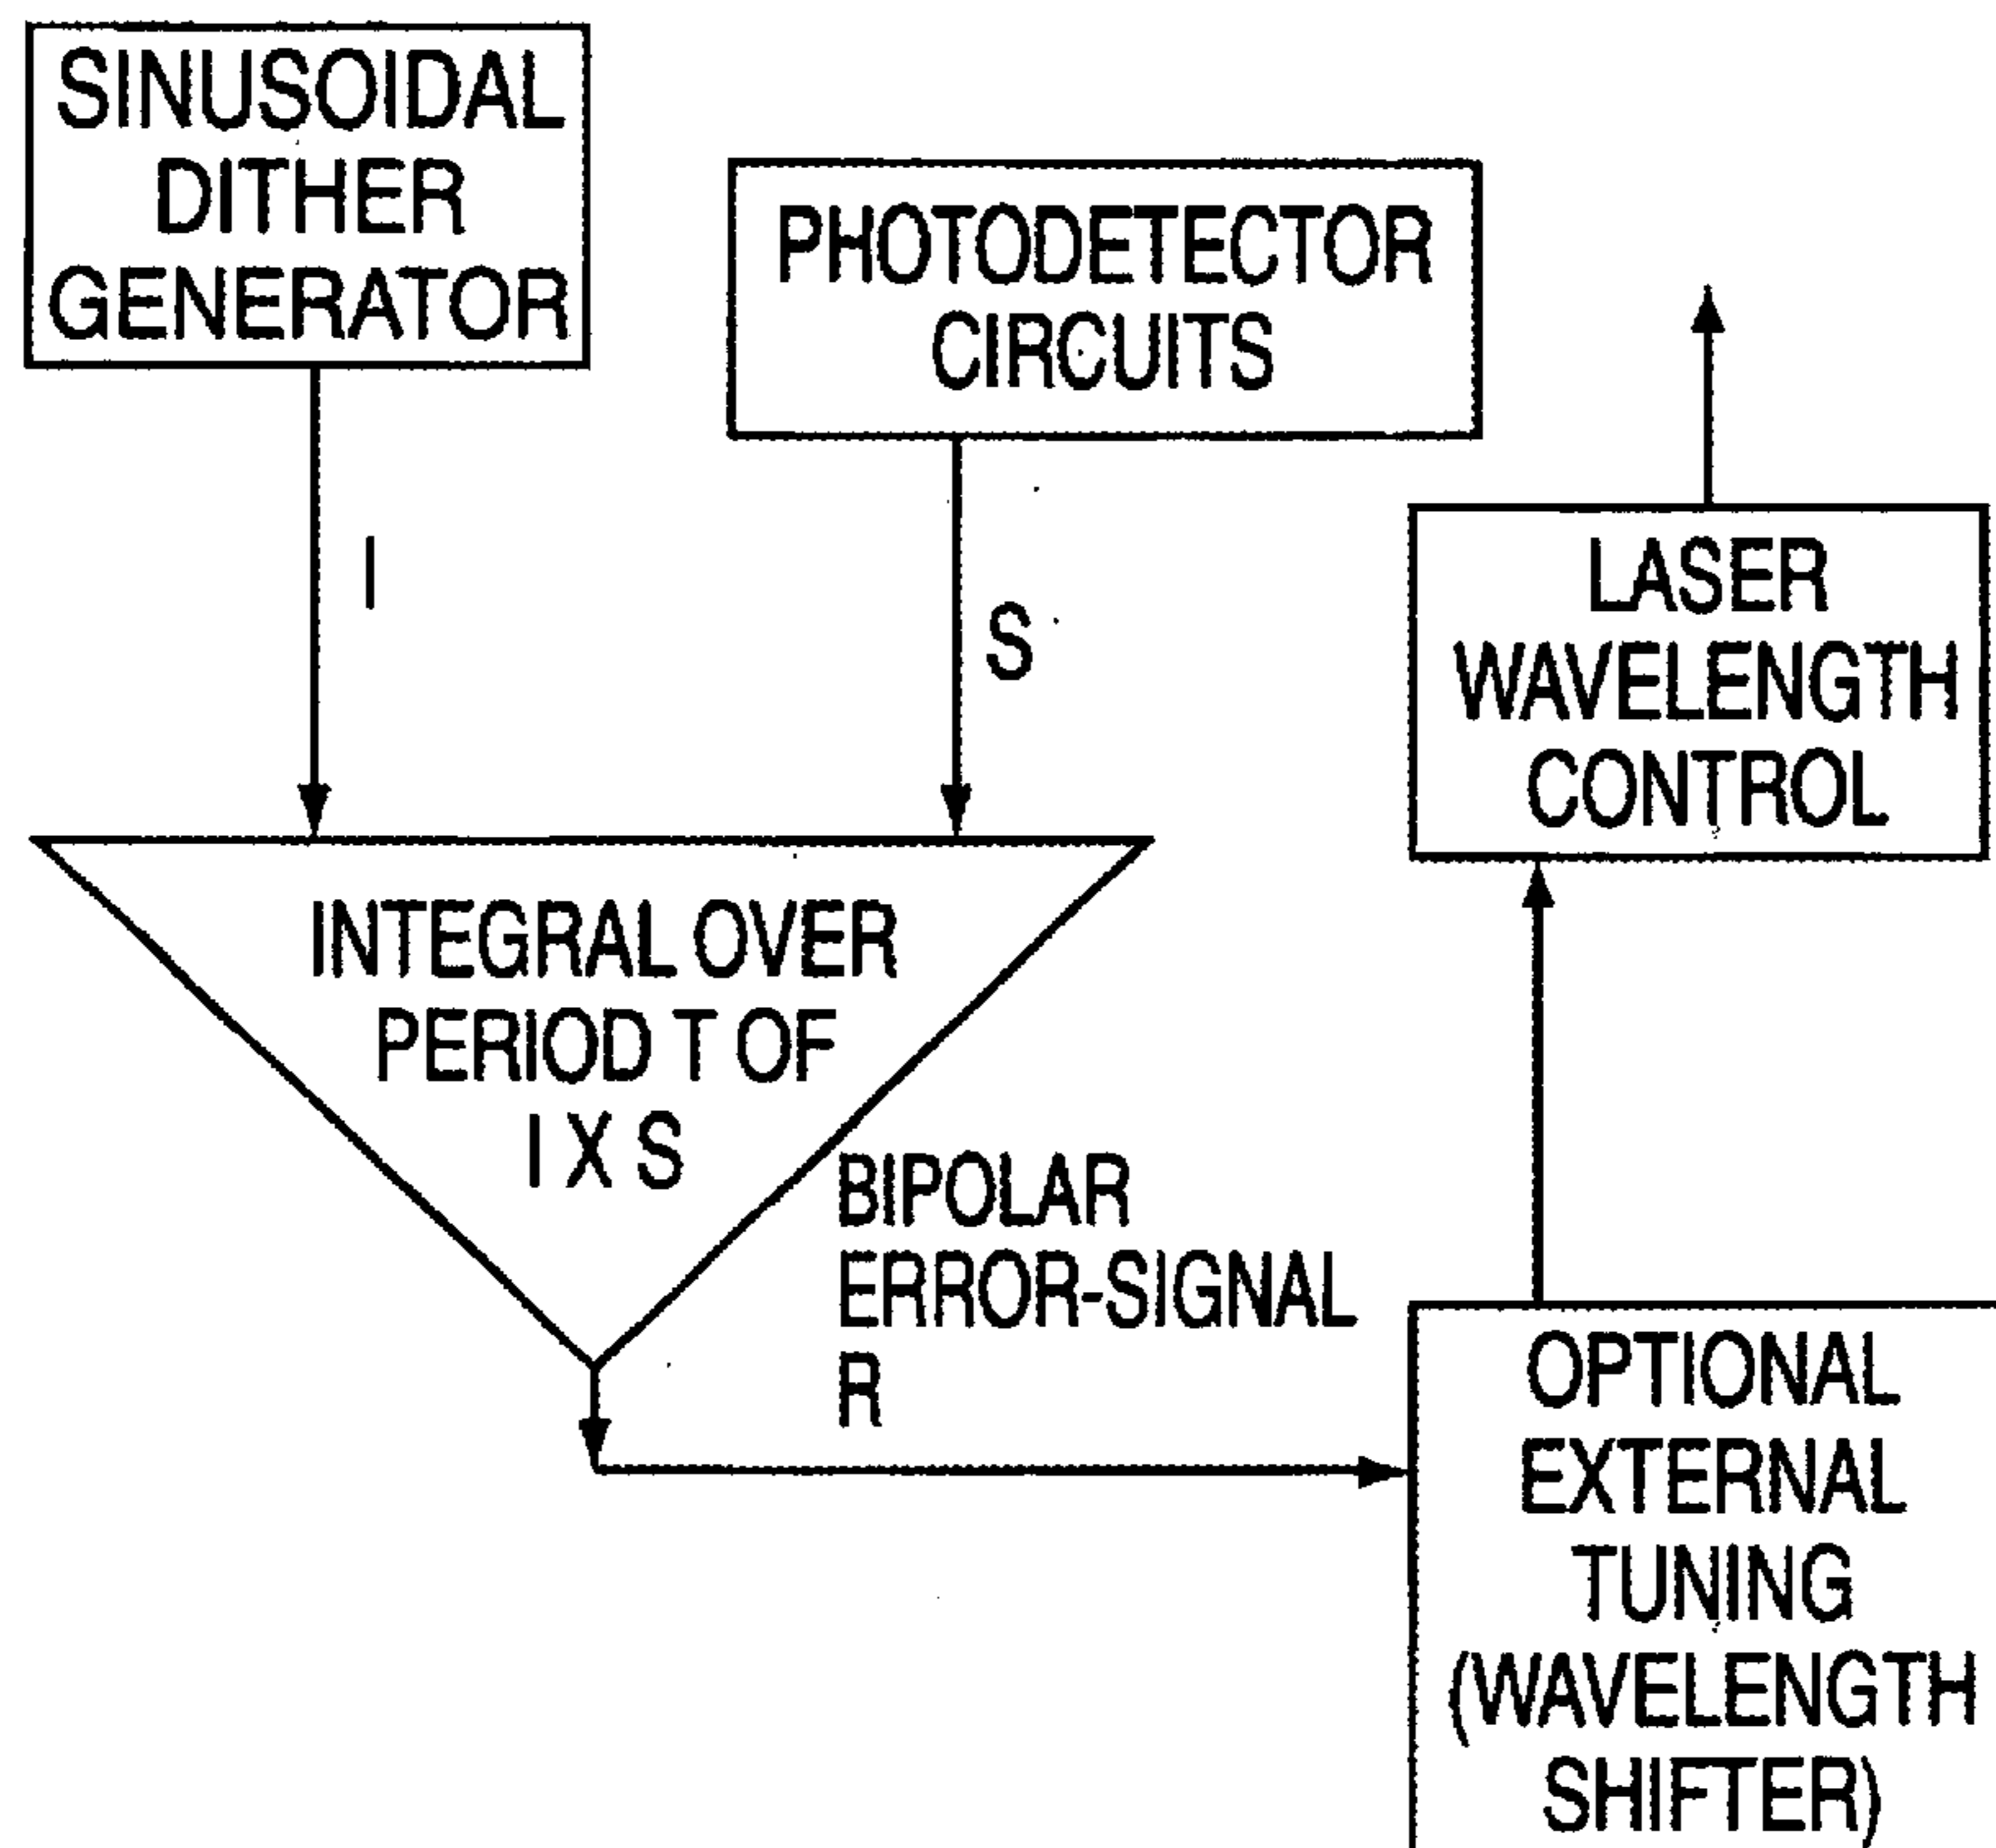 SINUSOIDAL
DITHER
GENERATOR
PHOTODETECTOR
CIRCUITS
I
S
LASER
WAVELENGTH
CONTROL
INTEGRAL OVER
PERIOD T OF
I X S
BIPOLAR
ERROR-SIGNAL
R
OPTIONAL
EXTERNAL
TUNING
(WAVELENGTH
SHIFTER)